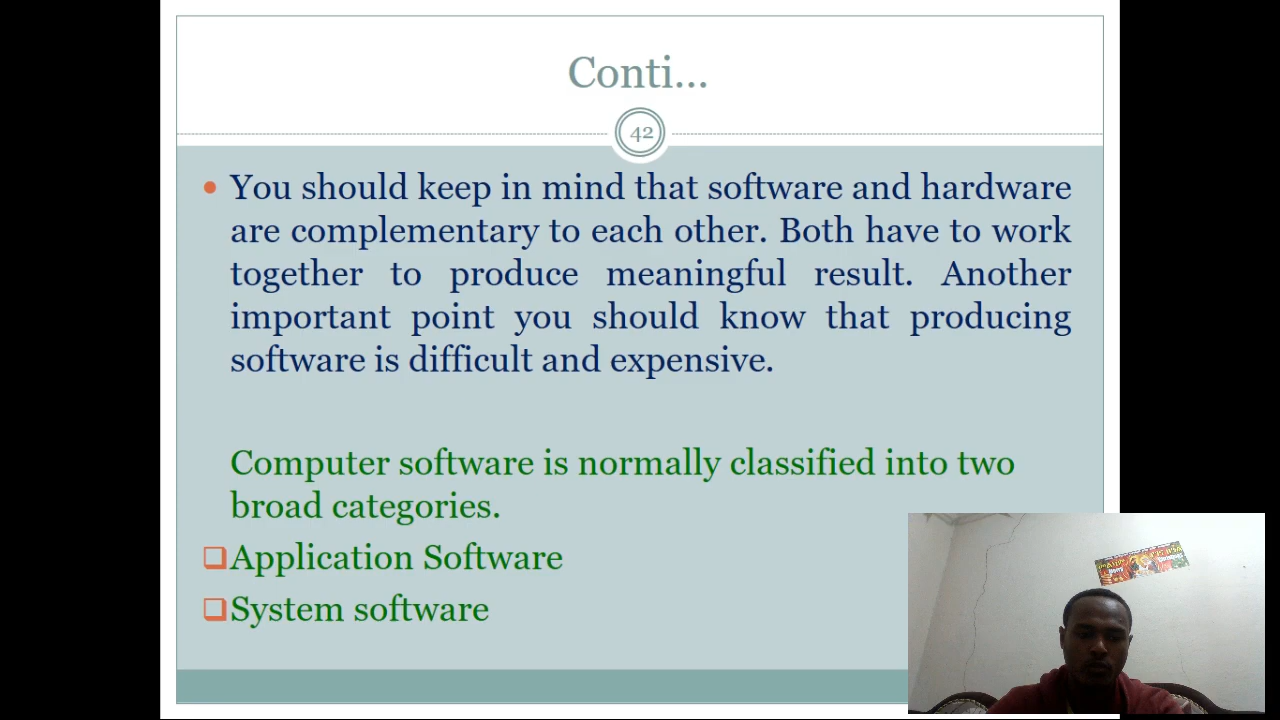 Conti...
42
You should keep in mind that software and hardware
are complementary to each other. Both have to work
together to produce meaningful result. Another
important point you should know that producing
software is difficult and expensive.
Computer software is normally classified into two
broad categories.
Application Software
System software